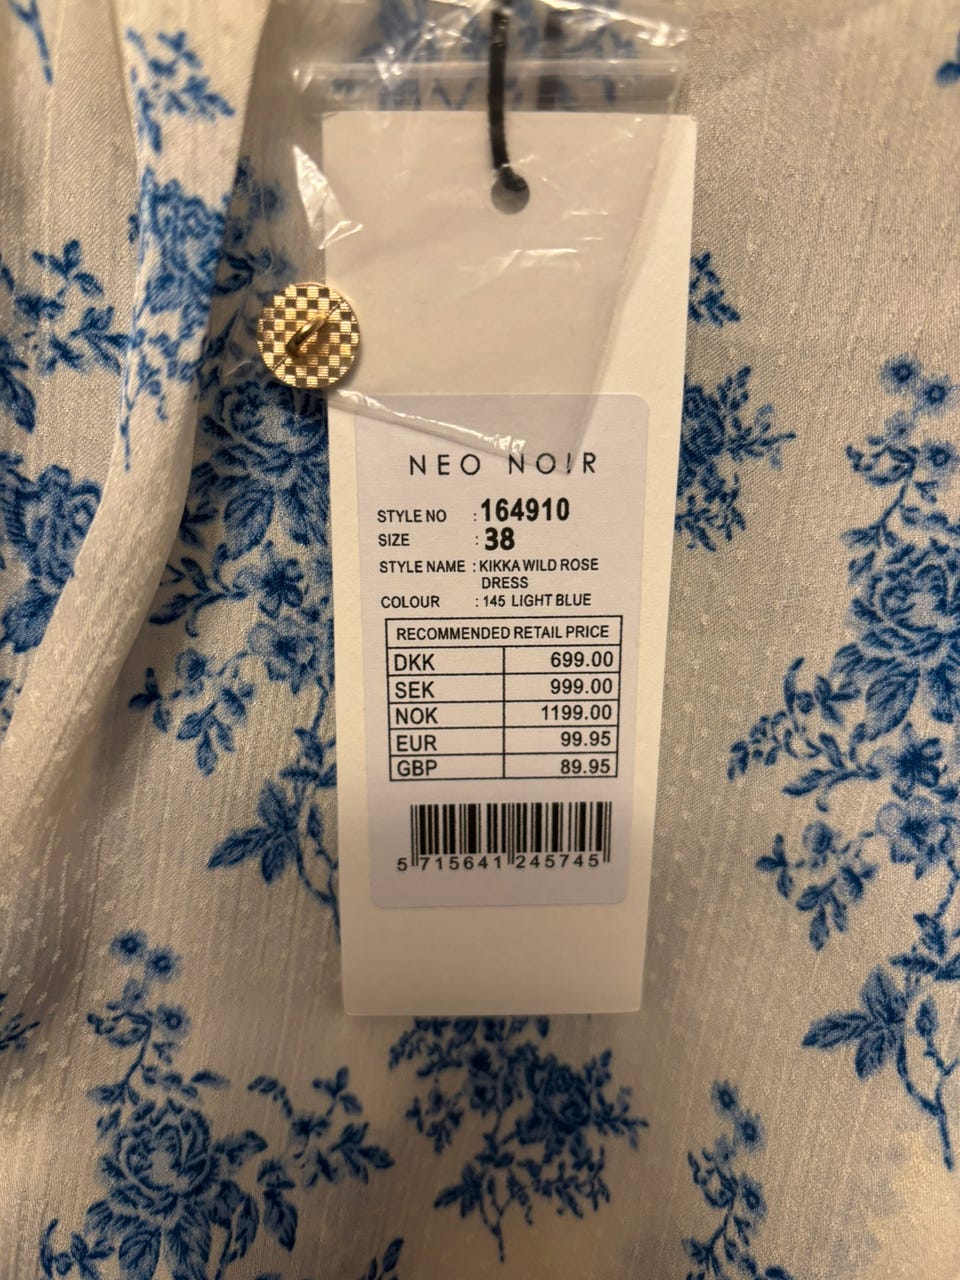 NEO NOIR
STYLE NO : 164910
SIZE : 38
STYLE NAME : KIKKA WILD ROSE
DRESS
COLOUR : 145 LIGHT BLUE
RECOMMENDED RETAIL PRICE
DKK 699.00
SEK 999.00
NOK 1199.00
EUR 99.95
GBP 89.95
5 715641 245745